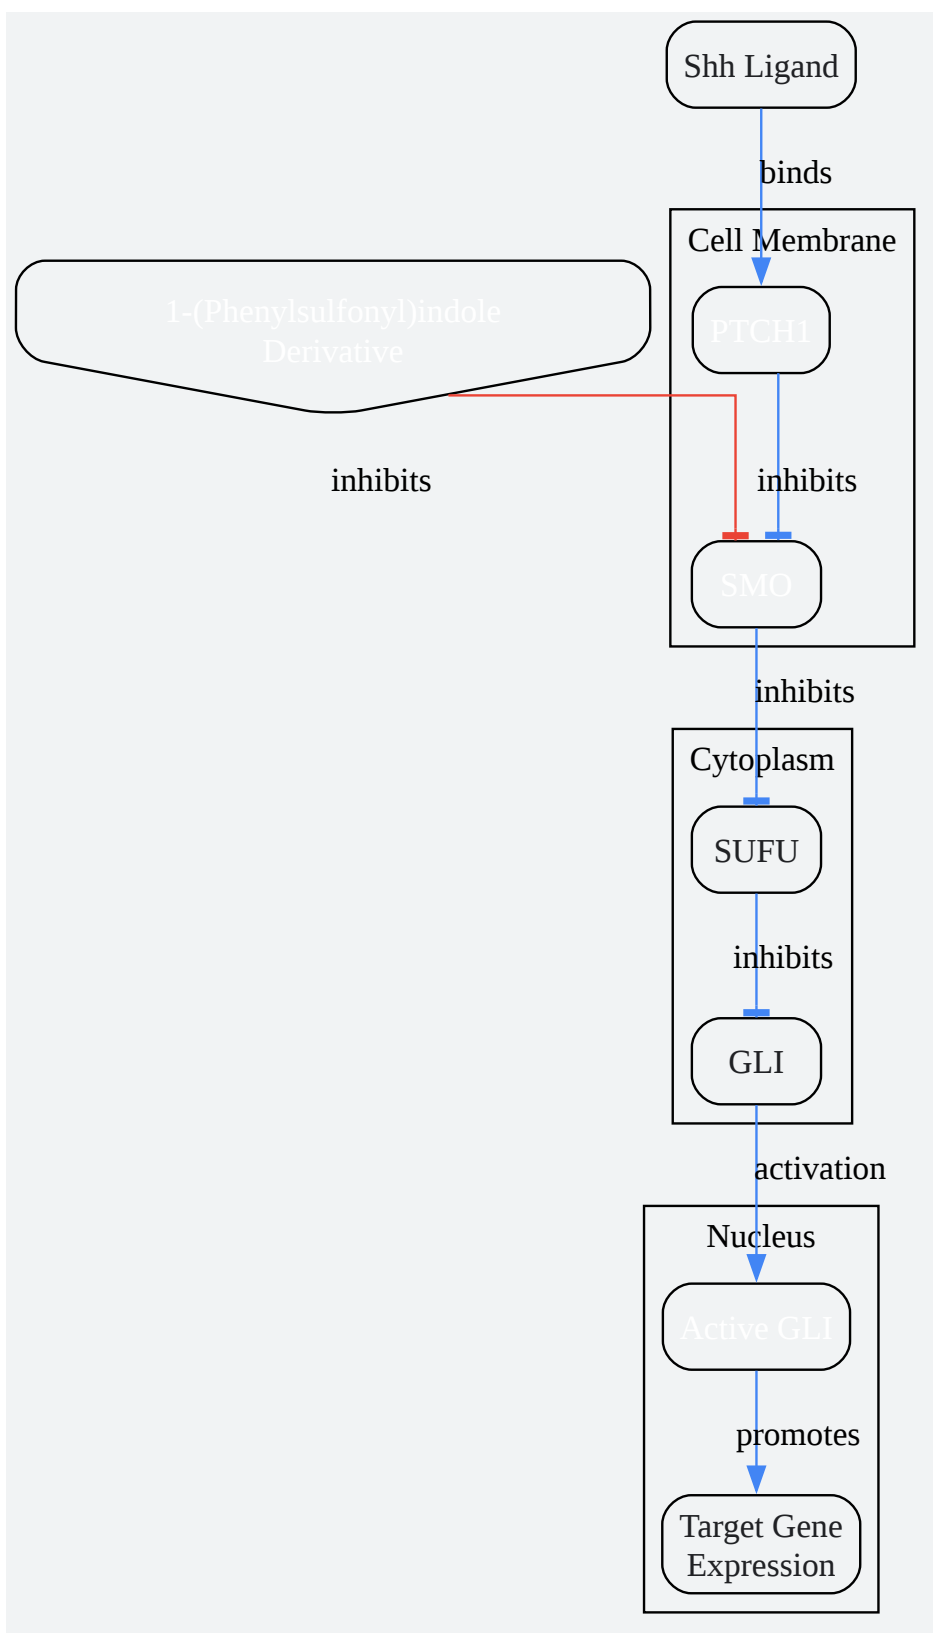 Shh Ligand
binds
Cell Membrane
1-(Phenylsulfonyl)indole
Derivative
PTCH1
inhibits
inhibits
SMO
inhibits
Cytoplasm
SUFU
inhibits
GLI
activation
Nucleus
Active GLI
promotes
Target Gene
Expression